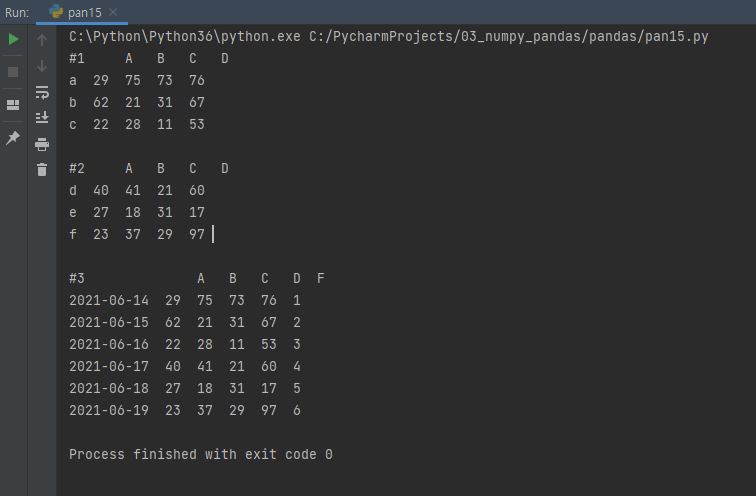 Run: pan15
C:\Python\Python36\python.exe C:/PycharmProjects/03_numpy_pandas/pandas/pan15.py
#1     A   B   C   D
a  29  75  73  76
b  62  21  31  67
c  22  28  11  53
#2     A   B   C   D
d  40  41  21  60
e  27  18  31  17
f  23  37  29  97
#3              A   B   C   D  F
2021-06-14  29  75  73  76  1
2021-06-15  62  21  31  67  2
2021-06-16  22  28  11  53  3
2021-06-17  40  41  21  60  4
2021-06-18  27  18  31  17  5
2021-06-19  23  37  29  97  6
Process finished with exit code 0